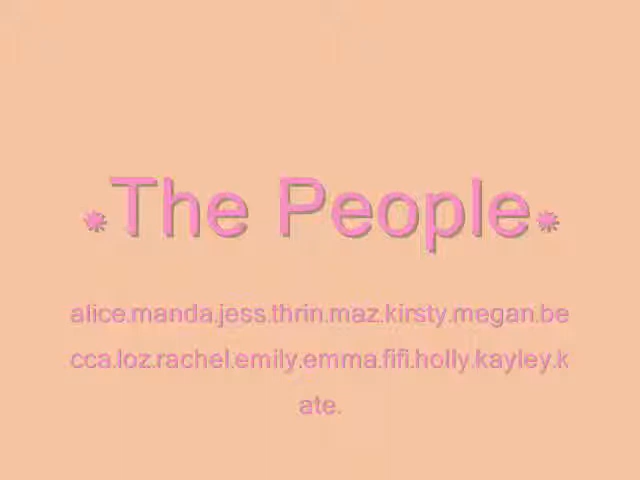 *The People*
alice.manda.jess.thrin.maz.kirsty.megan.be
cca.loz.rachel.emily.emma.fifi.holly.kayley.k
ate.